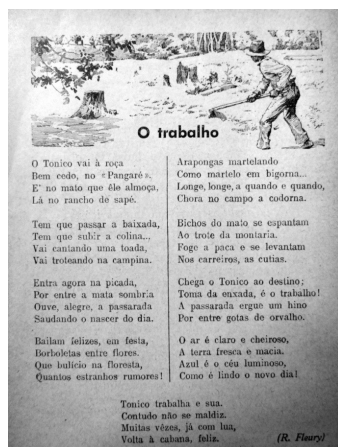 O trabalho
O Tonico vai à roça
Bem cedo, no «Pangaré».
E' no mato que êle almoça,
Lá no rancho de sapé.
Tem que passar a baixada,
Tem que subir a colina...
Vai cantando uma toada,
Vai troteando na campina.
Entra agora na picada,
Por entre a mata sombria
Ouve, alegre, a passarada
Saudando o nascer do dia.
Bailam felizes, em festa,
Borboletas entre flores.
Que bulício na floresta,
Quantos estranhos rumores!
Arapongas martelando
Como martelo em bigorna...
Longe, longe, a quando e quando,
Chora no campo a codorna.
Bichos do mato se espantam
Ao trote da montaria.
Foge a paca e se levantam
Nos carreiros, as cutias.
Chega o Tonico ao destino;
Toma da enxada, é o trabalho!
A passarada ergue um hino
Por entre gotas de orvalho.
O ar é claro e cheiroso,
A terra fresca e macia.
Azul é o céu luminoso,
Como é lindo o novo dia!
Tonico trabalha e sua.
Contudo não se maldiz.
Muitas vêzes, já com lua,
Volta à cabana, feliz.
(R. Fleury)